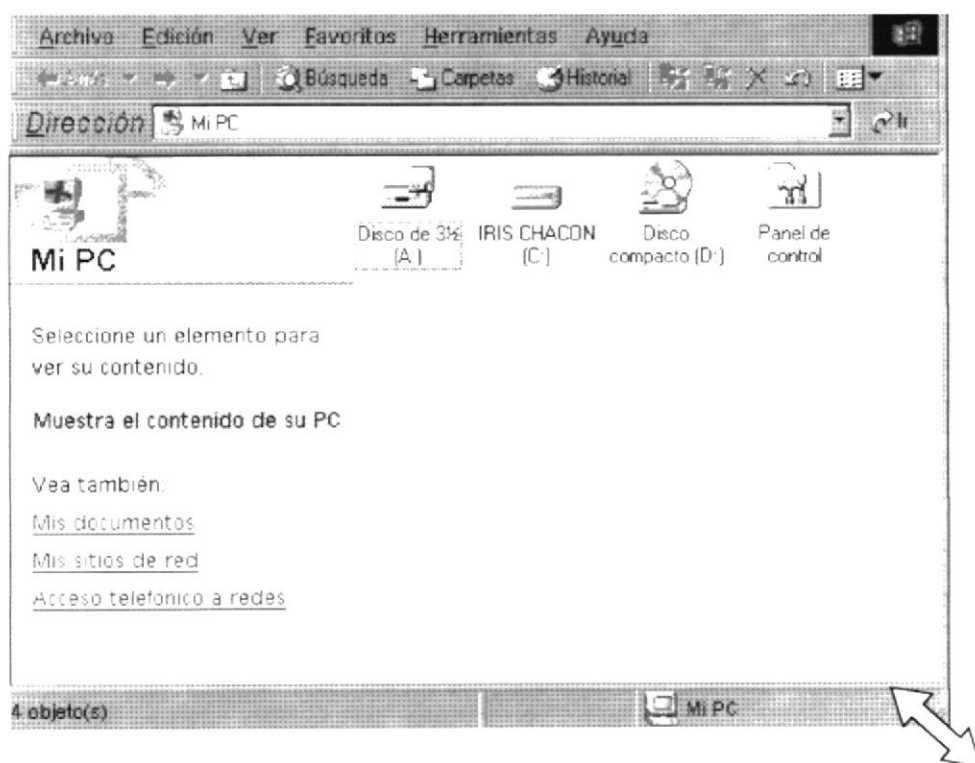 Archivo Edición Ver Favoritos Herramientas Ayuda
Atrás Búsqueda Carpetas Historial
Dirección Mi PC Ir
Mi PC
Disco de 3½ (A:)
IRIS CHACON (C:)
Disco compacto (D:)
Panel de control
Seleccione un elemento para
ver su contenido.
Muestra el contenido de su PC
Vea también:
Mis documentos
Mis sitios de red
Acceso telefónico a redes
4 objeto(s) Mi PC